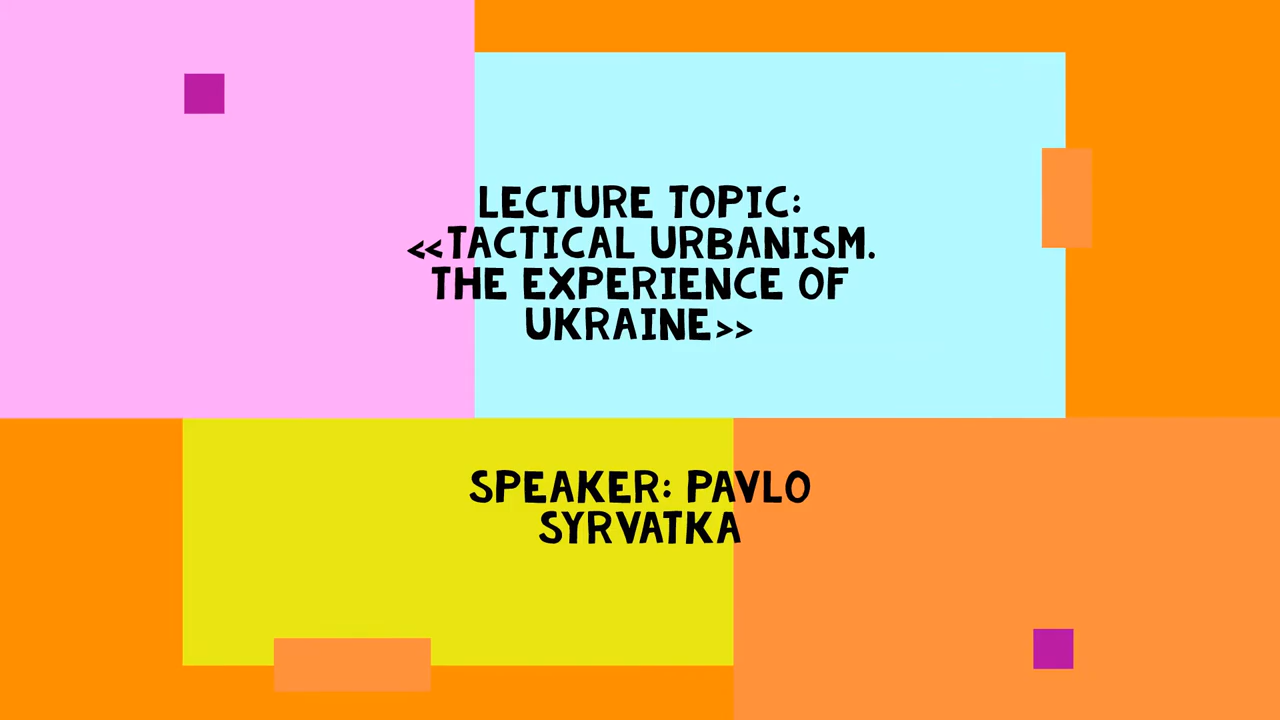 LECTURE TOPIC:
<<TACTICAL URBANISM.
THE EXPERIENCE OF
UKRAINE>>
SPEAKER: PAVLO
SYRVATKA